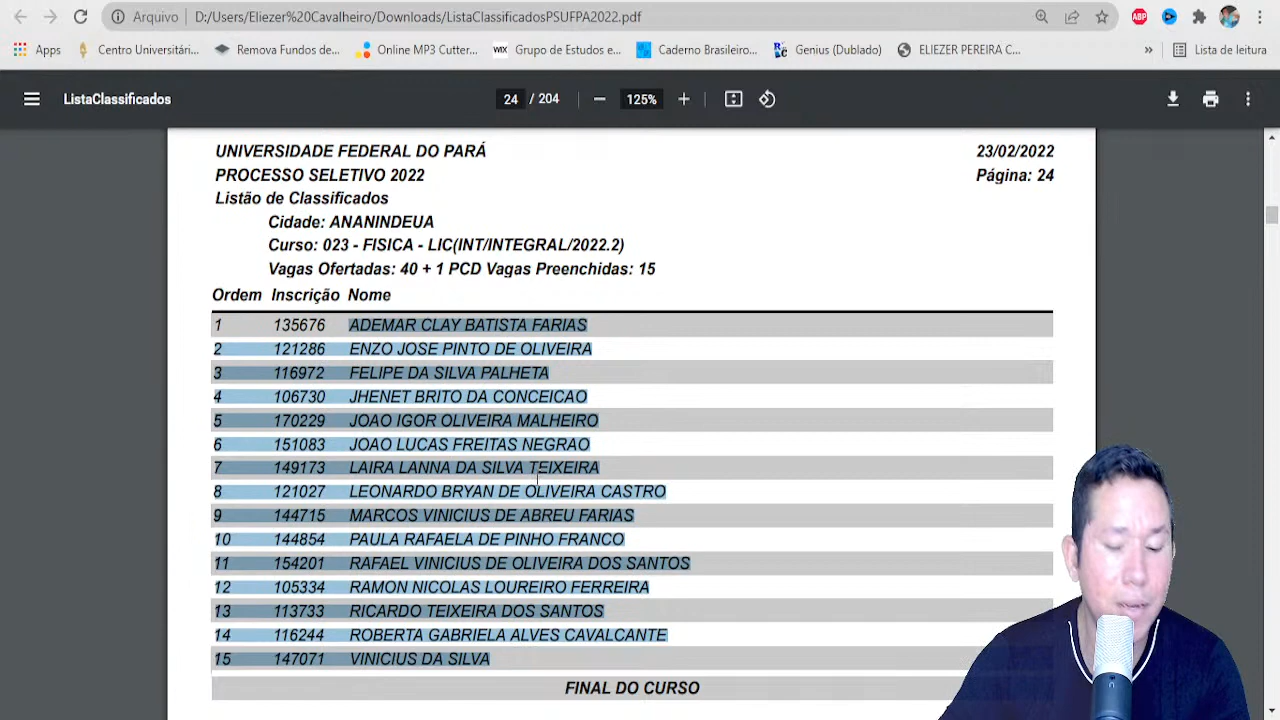 Arquivo D:/Users/Eliezer%20Cavalheiro/Downloads/ListaClassificadosPSUFPA2022.pdf
Apps Centro Universitári... Remova Fundos de... Online MP3 Cutter... Grupo de Estudos e... Caderno Brasileiro... Genius (Dublado) ELIEZER PEREIRA C... » Lista de leitura
ListaClassificados 24 / 204 125%
UNIVERSIDADE FEDERAL DO PARÁ 23/02/2022
PROCESSO SELETIVO 2022 Página: 24
Listão de Classificados
Cidade: ANANINDEUA
Curso: 023 - FISICA - LIC(INT/INTEGRAL/2022.2)
Vagas Ofertadas: 40 + 1 PCD Vagas Preenchidas: 15
Ordem Inscrição Nome
1 135676 ADEMAR CLAY BATISTA FARIAS
2 121286 ENZO JOSE PINTO DE OLIVEIRA
3 116972 FELIPE DA SILVA PALHETA
4 106730 JHENET BRITO DA CONCEICAO
5 170229 JOAO IGOR OLIVEIRA MALHEIRO
6 151083 JOAO LUCAS FREITAS NEGRAO
7 149173 LAIRA LANNA DA SILVA TEIXEIRA
8 121027 LEONARDO BRYAN DE OLIVEIRA CASTRO
9 144715 MARCOS VINICIUS DE ABREU FARIAS
10 144854 PAULA RAFAELA DE PINHO FRANCO
11 154201 RAFAEL VINICIUS DE OLIVEIRA DOS SANTOS
12 105334 RAMON NICOLAS LOUREIRO FERREIRA
13 113733 RICARDO TEIXEIRA DOS SANTOS
14 116244 ROBERTA GABRIELA ALVES CAVALCANTE
15 147071 VINICIUS DA SILVA
FINAL DO CURSO